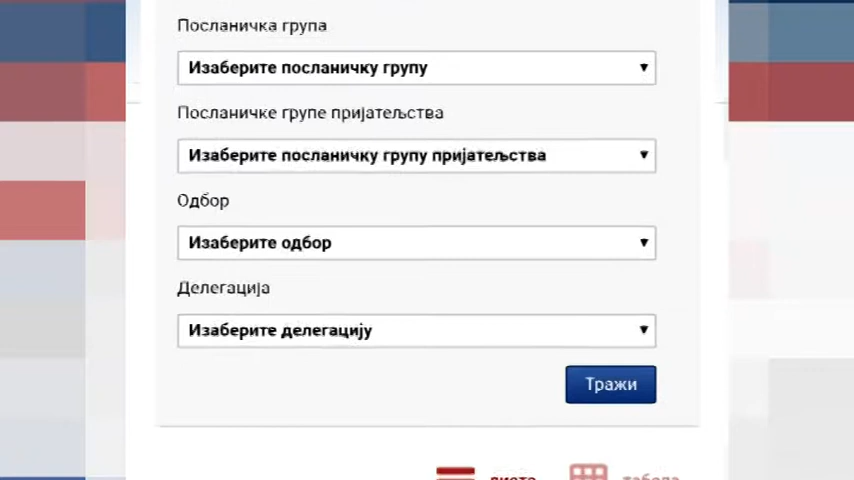 Посланичка група
Изаберите посланичку групу
Посланичке групе пријатељства
Изаберите посланичку групу пријатељства
Одбор
Изаберите одбор
Делегација
Изаберите делегацију
Тражи